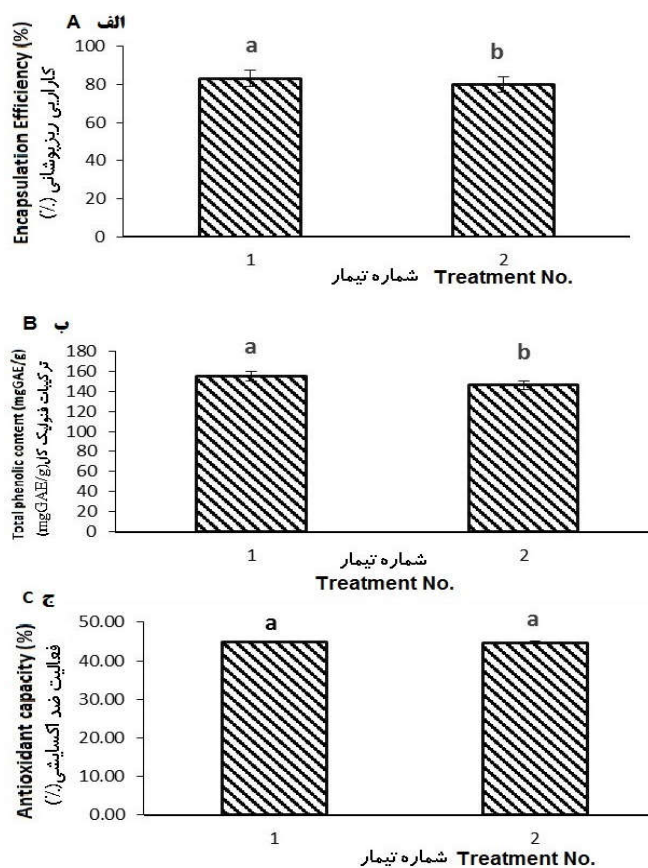 A الف
Encapsulation Efficiency (%)
کارایی ریزپوشانی (٪)
100
80
60
40
20
0
a
b
1
2
شماره تیمار Treatment No.
B ب
Total phenolic content (mgGAE/g)
ترکیبات فنولیک کل (mgGAE/g)
180
160
140
120
100
80
60
40
20
0
a
b
1
2
شماره تیمار
Treatment No.
C ج
Antioxidant capacity (%)
فعالیت ضد اکسایشی (٪)
50.00
40.00
30.00
20.00
10.00
0.00
a
a
1
2
شماره تیمار Treatment No.